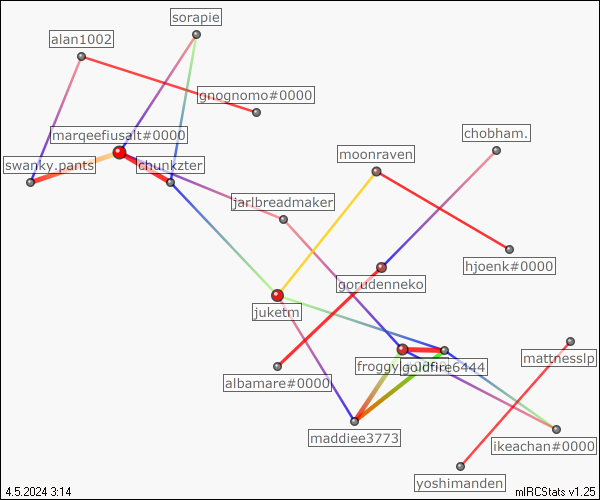 sorapie
alan1002
gnognomo#0000
marqeefiusalt#0000
chobham.
moonraven
swanky.pants
chunkzter
jarlbreadmaker
hjoenk#0000
gorudenneko
juketm
mattnesslp
froggy
goldfire6444
albamare#0000
maddiee3773
ikeachan#0000
yoshimanden
4.5.2024 3:14
mIRCStats v1.25